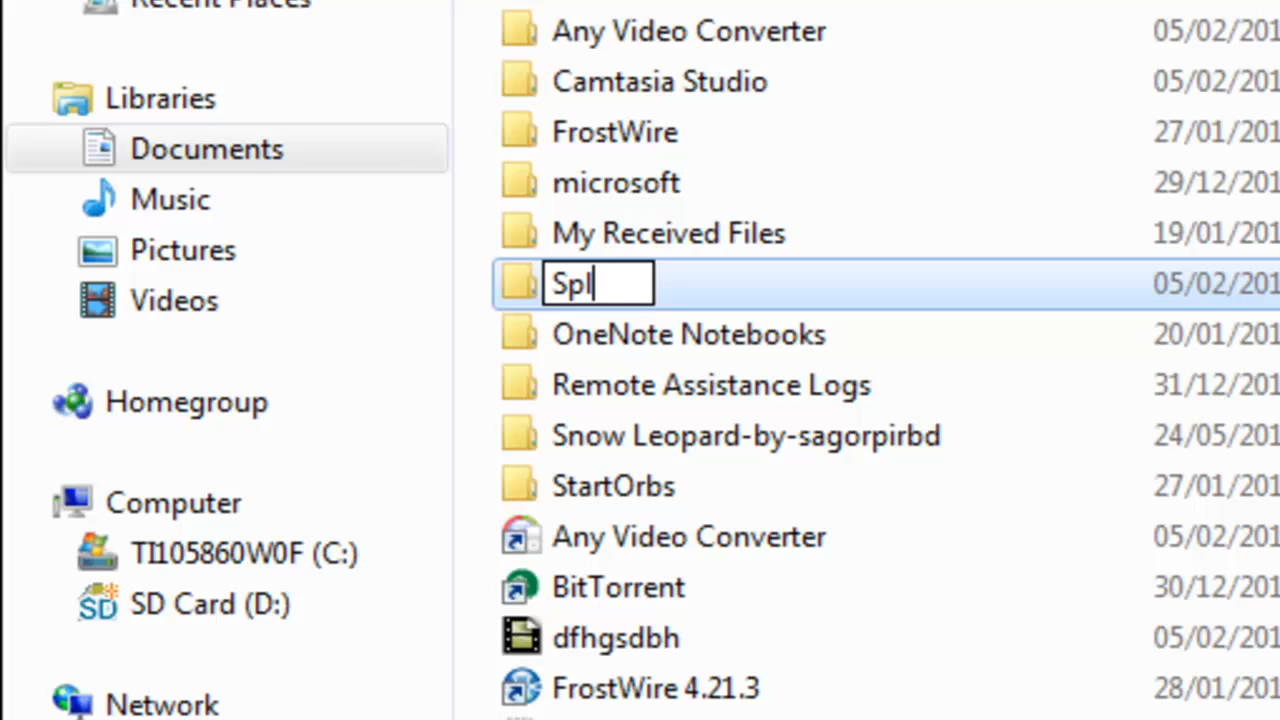 Recent Places
Libraries
Documents
Music
Pictures
Videos
Homegroup
Computer
TI105860W0F (C:)
SD Card (D:)
Network
Any Video Converter 05/02/201
Camtasia Studio 05/02/201
FrostWire 27/01/201
microsoft 29/12/201
My Received Files 19/01/201
Spl 05/02/201
OneNote Notebooks 20/01/201
Remote Assistance Logs 31/12/201
Snow Leopard-by-sagorpirbd 24/05/201
StartOrbs 27/01/201
Any Video Converter 05/02/201
BitTorrent 30/12/201
dfhgsdbh 05/02/201
FrostWire 4.21.3 28/01/201